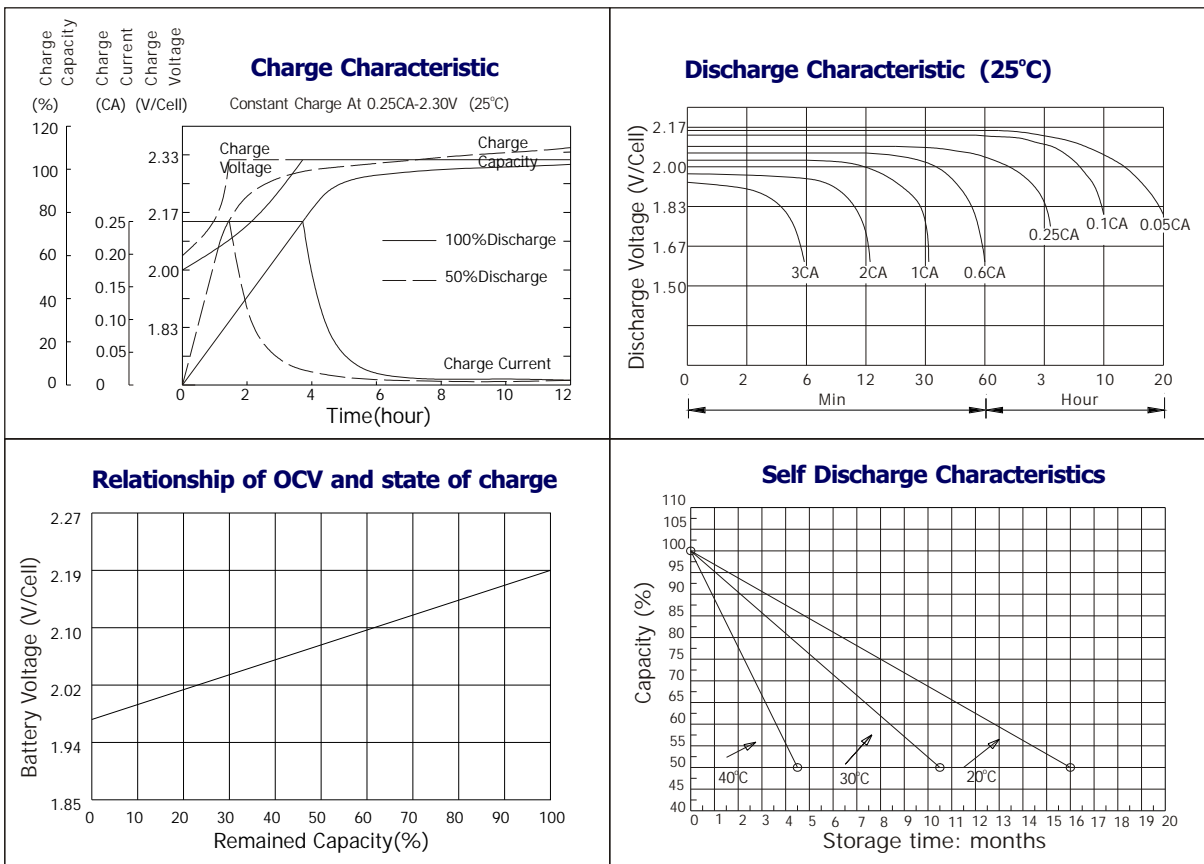 Charge
Capacity
Charge
Current
Charge
Voltage
Charge Characteristic
(%)
(CA)
(V/Cell)
Constant Charge At 0.25CA-2.30V (25°C)
120
100
80
60
40
20
0
0.25
0.20
0.15
0.10
0.05
0
2.33
2.17
2.00
1.83
Charge
Voltage
Charge
Capacity
100%Discharge
50%Discharge
Charge Current
0 2 4 6 8 10 12
Time(hour)
Discharge Characteristic (25°C)
Discharge Voltage (V/Cell)
2.17
2.00
1.83
1.67
1.50
3CA 2CA 1CA 0.6CA 0.25CA 0.1CA 0.05CA
0 2 6 12 30 60 3 10 20
Min Hour
Relationship of OCV and state of charge
Battery Voltage (V/Cell)
2.27
2.19
2.10
2.02
1.94
1.85
0 10 20 30 40 50 60 70 80 90 100
Remained Capacity(%)
Self Discharge Characteristics
Capacity (%)
110
105
100
95
90
85
80
75
70
65
60
55
50
45
40
40°C 30°C 20°C
0 1 2 3 4 5 6 7 8 9 10 11 12 13 14 15 16 17 18 19 20
Storage time: months